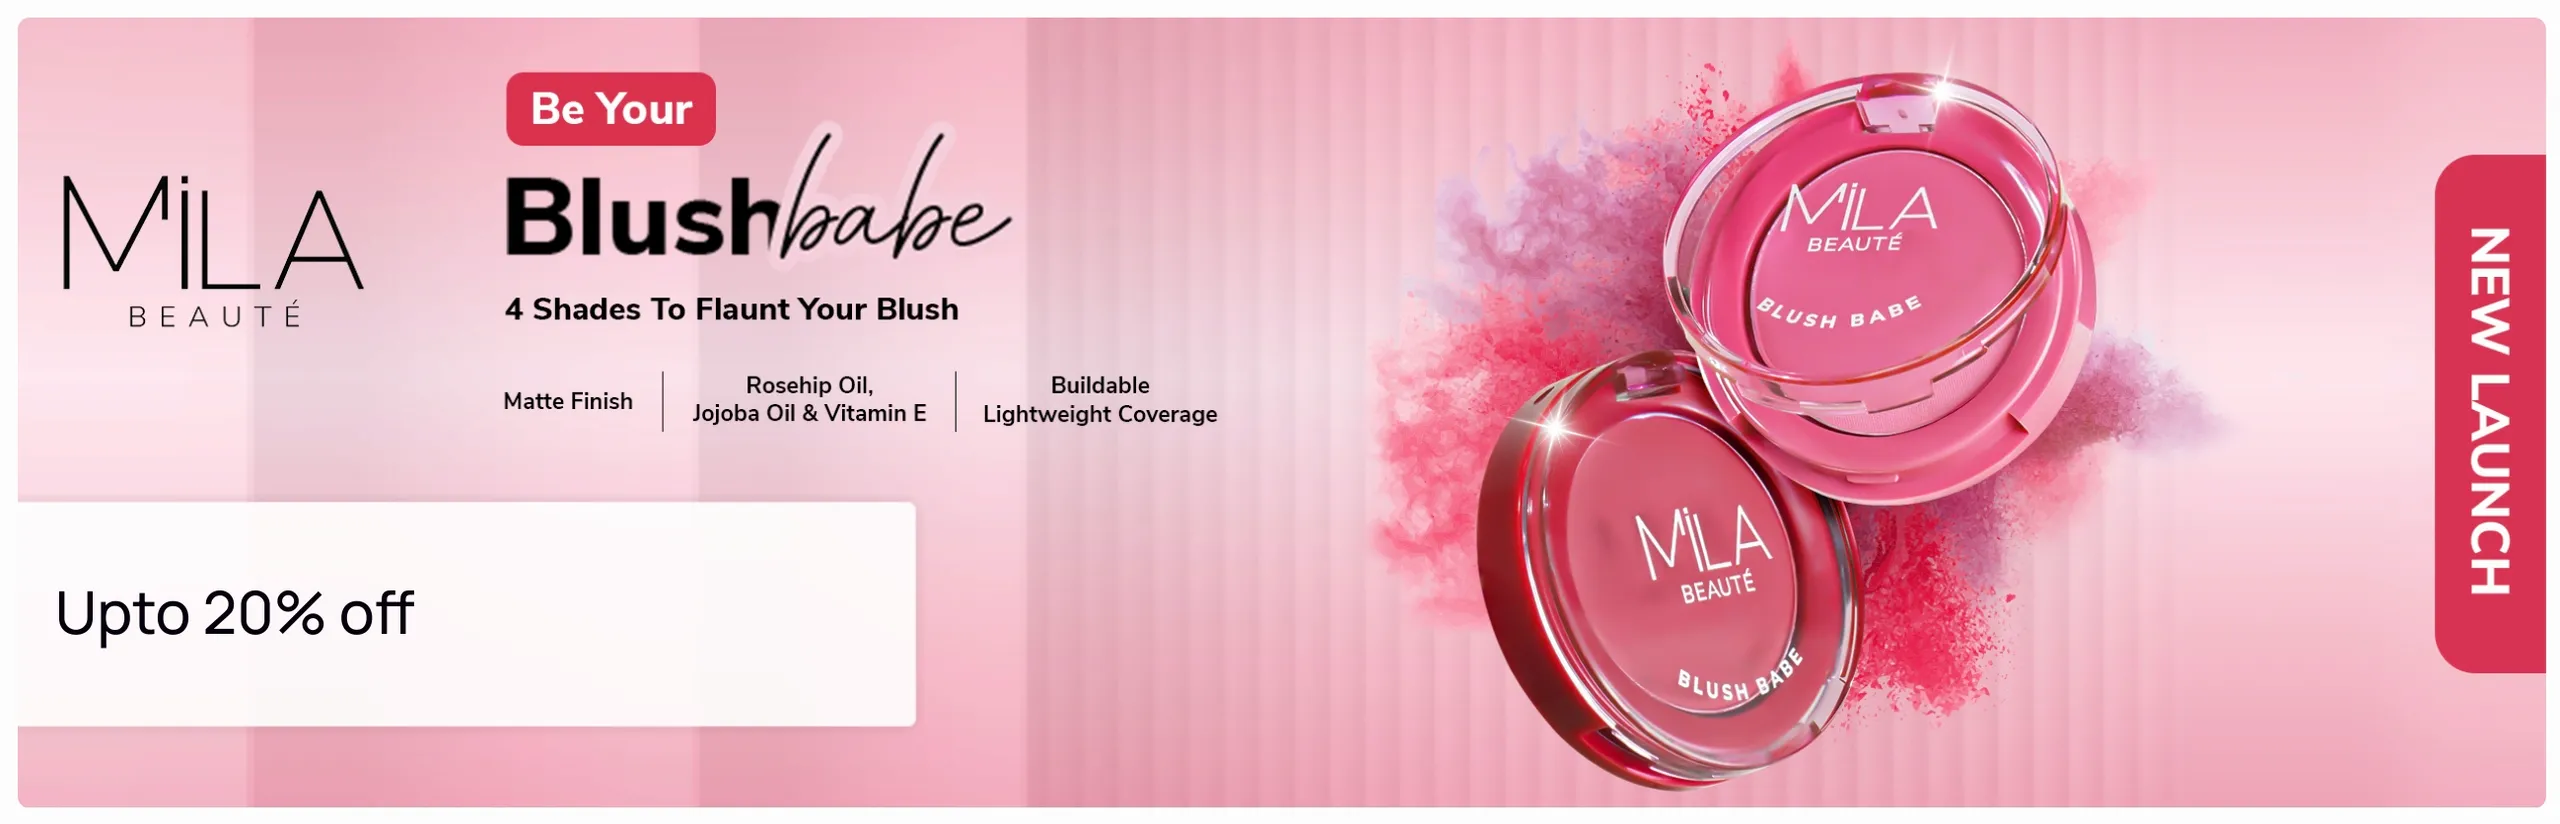 MiLA
BEAUTÉ
Be Your
Blushbabe
4 Shades To Flaunt Your Blush
Matte Finish
Rosehip Oil,
Jojoba Oil & Vitamin E
Buildable
Lightweight Coverage
Upto 20% off
MiLA
BEAUTÉ
BLUSH BABE
MiLA
BEAUTÉ
BLUSH BABE
NEW LAUNCH